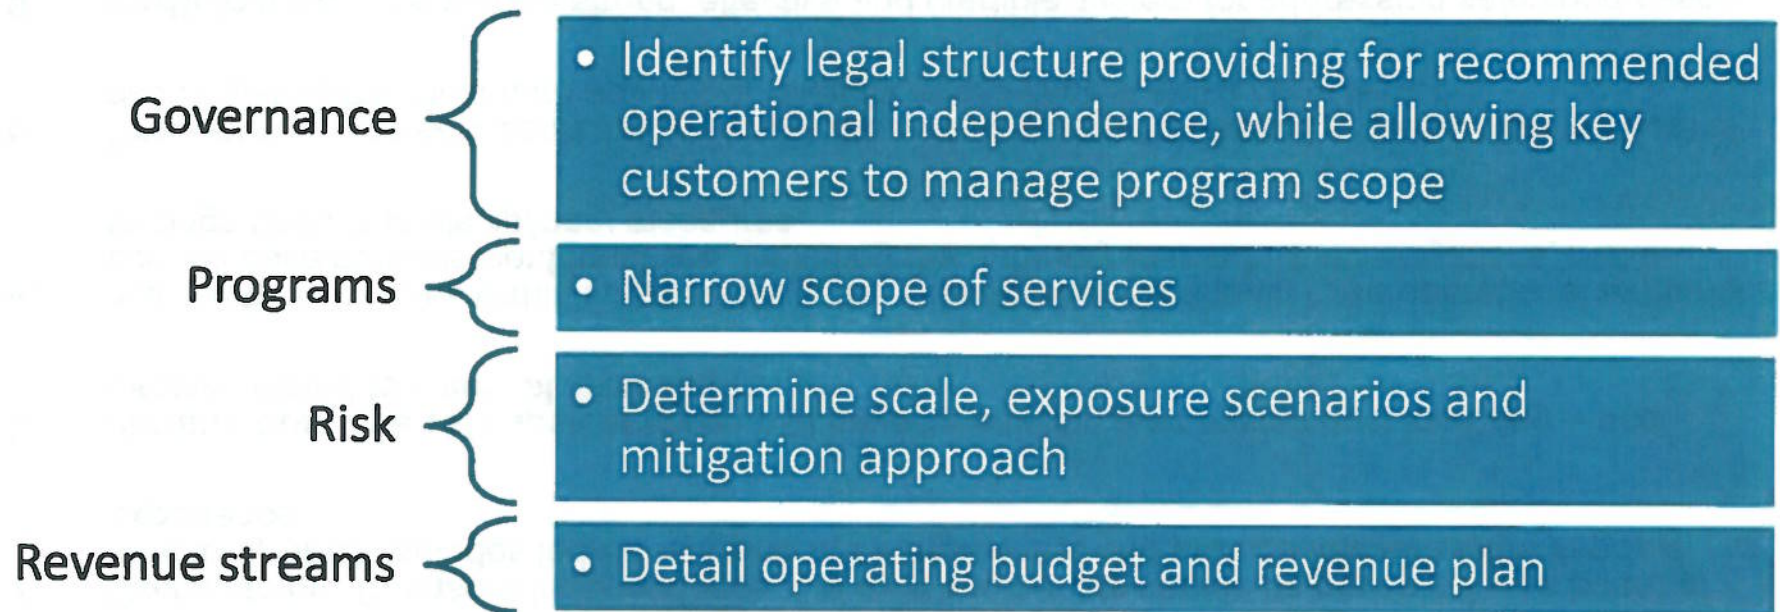 Governance
• Identify legal structure providing for recommended
operational independence, while allowing key
customers to manage program scope
Programs
• Narrow scope of services
Risk
• Determine scale, exposure scenarios and
mitigation approach
Revenue streams
• Detail operating budget and revenue plan